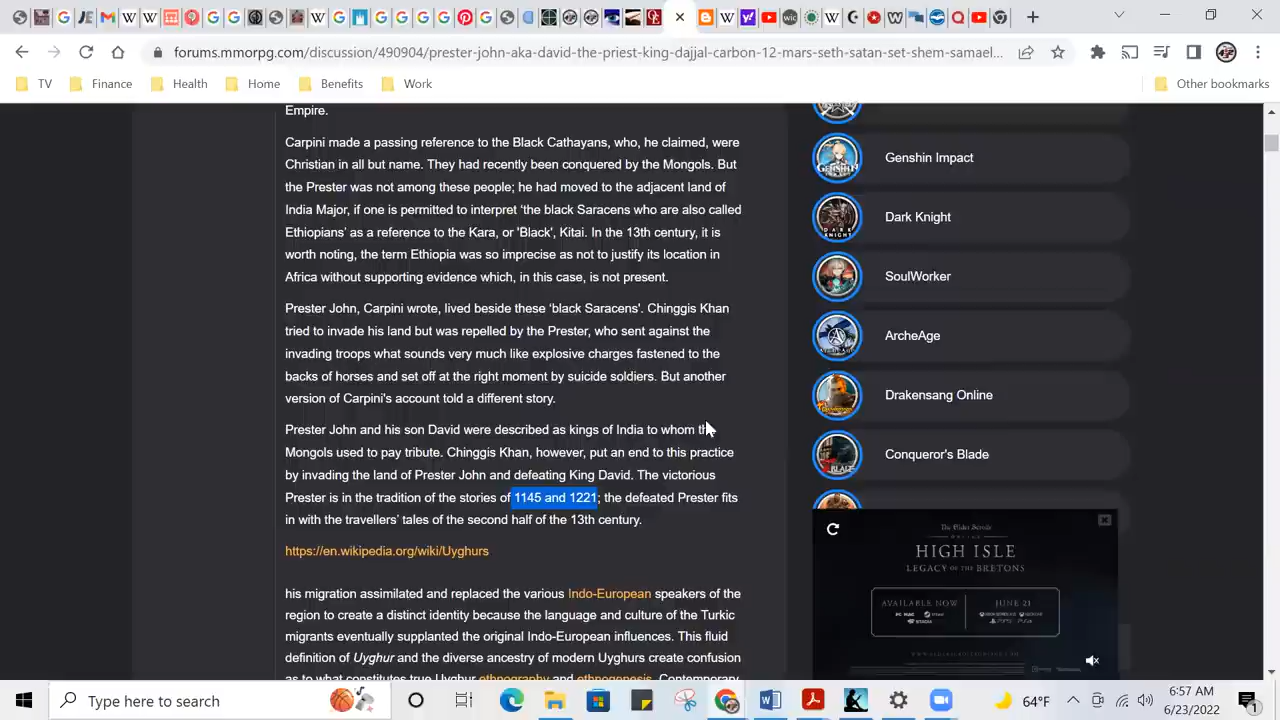 forums.mmorpg.com/discussion/490904/prester-john-aka-david-the-priest-king-dajjal-carbon-12-mars-seth-satan-set-shem-samael...
TV
Finance
Health
Home
Benefits
Work
Other bookmarks
Empire.
Carpini made a passing reference to the Black Cathayans, who, he claimed, were
Christian in all but name. They had recently been conquered by the Mongols. But
the Prester was not among these people; he had moved to the adjacent land of
India Major, if one is permitted to interpret ‘the black Saracens who are also called
Ethiopians’ as a reference to the Kara, or 'Black', Kitai. In the 13th century, it is
worth noting, the term Ethiopia was so imprecise as not to justify its location in
Africa without supporting evidence which, in this case, is not present.
Prester John, Carpini wrote, lived beside these ‘black Saracens'. Chinggis Khan
tried to invade his land but was repelled by the Prester, who sent against the
invading troops what sounds very much like explosive charges fastened to the
backs of horses and set off at the right moment by suicide soldiers. But another
version of Carpini's account told a different story.
Prester John and his son David were described as kings of India to whom th
Mongols used to pay tribute. Chinggis Khan, however, put an end to this practice
by invading the land of Prester John and defeating King David. The victorious
Prester is in the tradition of the stories of 1145 and 1221; the defeated Prester fits
in with the travellers’ tales of the second half of the 13th century.
https://en.wikipedia.org/wiki/Uyghurs
his migration assimilated and replaced the various Indo-European speakers of the
region to create a distinct identity because the language and culture of the Turkic
migrants eventually supplanted the original Indo-European influences. This fluid
definition of Uyghur and the diverse ancestry of modern Uyghurs create confusion
as to what constitutes true Uyghur ethnography and ethnogenesis. Contemporary
Genshin Impact
Dark Knight
SoulWorker
ArcheAge
Drakensang Online
Conqueror's Blade
The Elder Scrolls
HIGH ISLE
LEGACY OF THE BRETONS
AVAILABLE NOW
PC MAC
JUNE 21
Type here to search
64°F
6:57 AM
6/23/2022